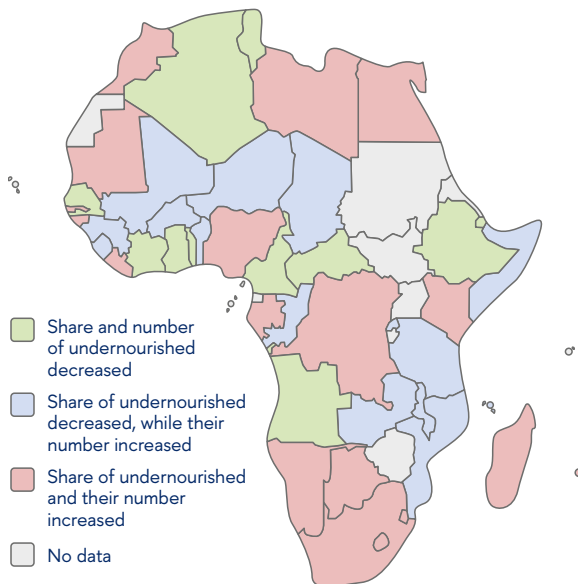 Share and number
of undernourished
decreased
Share of undernourished
decreased, while their
number increased
Share of undernourished
and their number
increased
No data